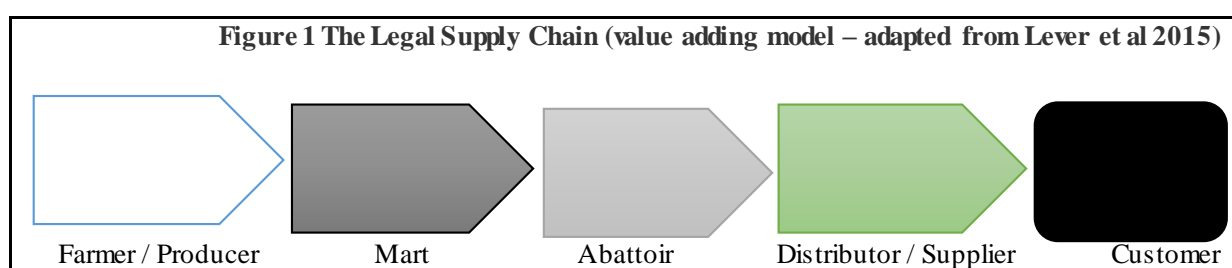 Figure 1 The Legal Supply Chain (value adding model – adapted from Lever et al 2015)
Farmer / Producer Mart Abattoir Distributor / Supplier Customer